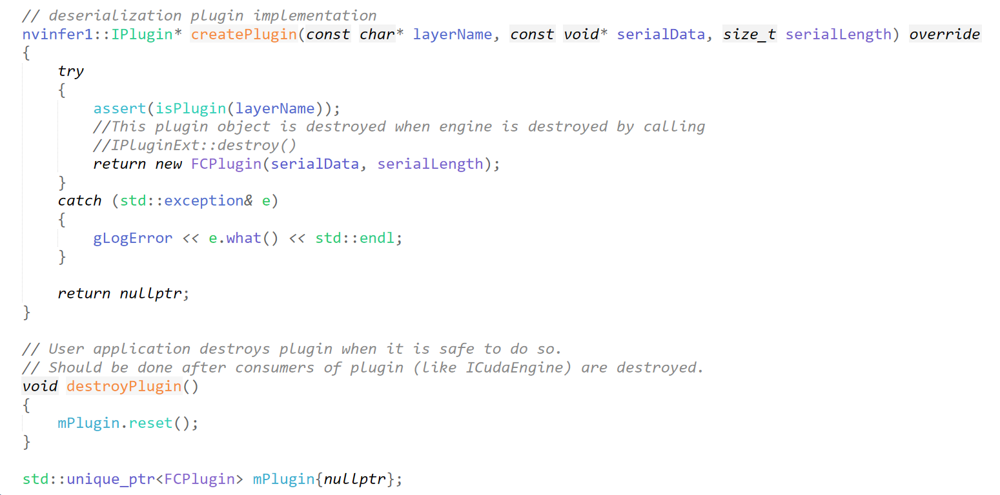 // deserialization plugin implementation
nvinfer1::IPlugin* createPlugin(const char* layerName, const void* serialData, size_t serialLength) override
{
    try
    {
        assert(isPlugin(layerName));
        //This plugin object is destroyed when engine is destroyed by calling
        //IPluginExt::destroy()
        return new FCPlugin(serialData, serialLength);
    }
    catch (std::exception& e)
    {
        gLogError << e.what() << std::endl;
    }

    return nullptr;
}

// User application destroys plugin when it is safe to do so.
// Should be done after consumers of plugin (like ICudaEngine) are destroyed.
void destroyPlugin()
{
    mPlugin.reset();
}

std::unique_ptr<FCPlugin> mPlugin{nullptr};